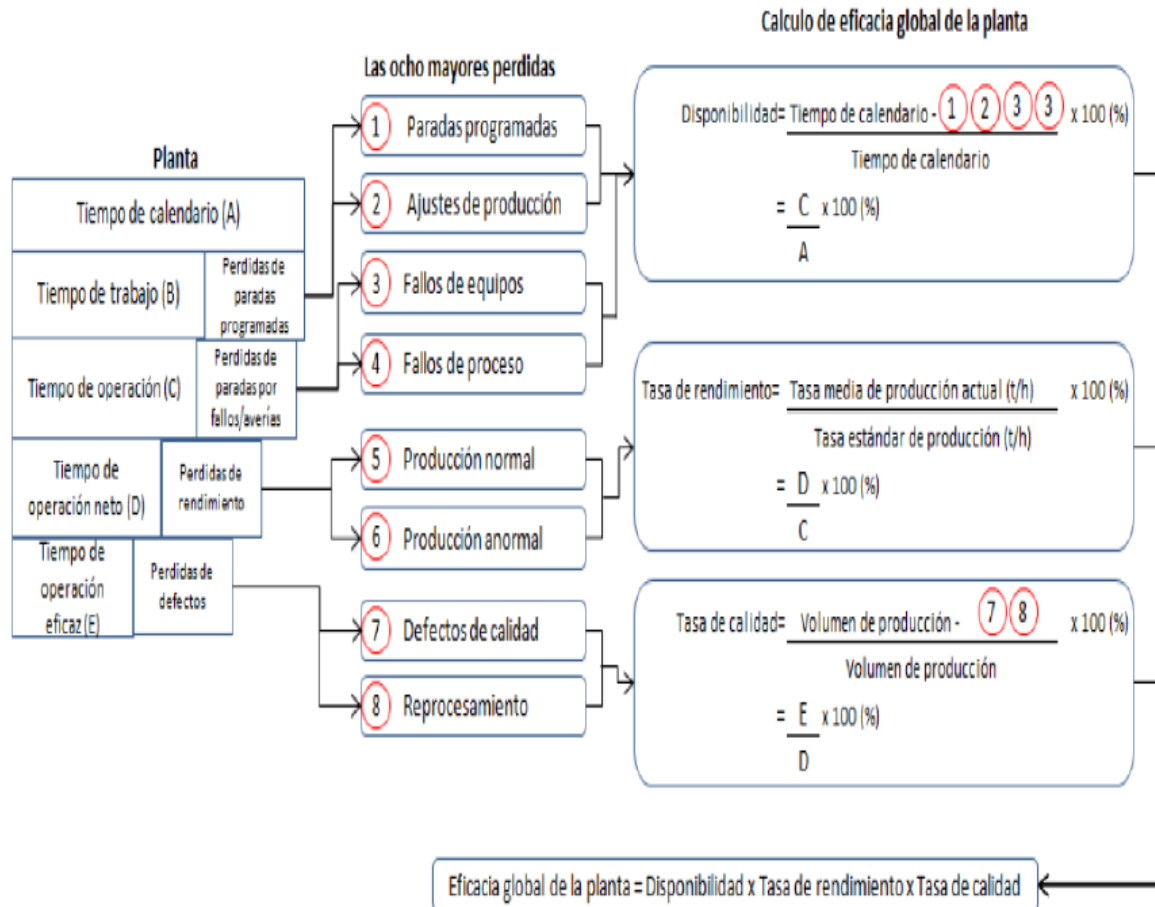 Calculo de eficacia global de la planta
Las ocho mayores perdidas
Planta
Tiempo de calendario (A)
Tiempo de trabajo (B)
Perdidas de
paradas
programadas
Tiempo de operación (C)
Perdidas de
paradas por
fallos/averías
Tiempo de
operación neto (D)
Perdidas de
rendimiento
Tiempo de
operación
eficaz (E)
Perdidas de
defectos
1 Paradas programadas
2 Ajustes de producción
3 Fallos de equipos
4 Fallos de proceso
5 Producción normal
6 Producción anormal
7 Defectos de calidad
8 Reprocesamiento
Disponibilidad= Tiempo de calendario - 1 2 3 3 x 100 (%)
Tiempo de calendario
= C x 100 (%)
A
Tasa de rendimiento= Tasa media de producción actual (t/h) x 100 (%)
Tasa estándar de producción (t/h)
= D x 100 (%)
C
Tasa de calidad= Volumen de producción - 7 8 x 100 (%)
Volumen de producción
= E x 100 (%)
D
Eficacia global de la planta = Disponibilidad x Tasa de rendimiento x Tasa de calidad